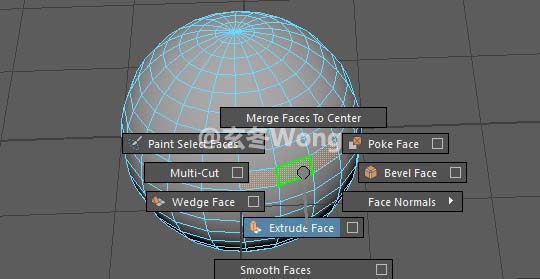 Merge Faces To Center
@玄冬Wong
Paint Select Faces
Poke Face
Multi-Cut
Bevel Face
Wedge Face
Face Normals
Extrude Face
Smooth Faces